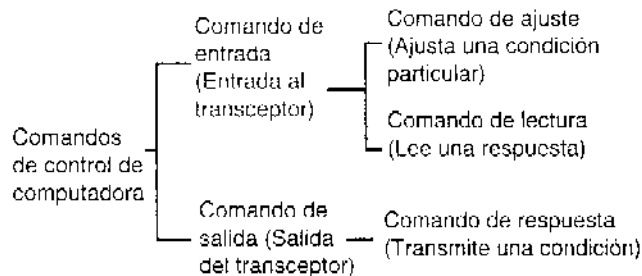 Comandos
de control de
computadora
Comando de
entrada
(Entrada al
transceptor)
Comando de ajuste
(Ajusta una condición
particular)
Comando de lectura
(Lee una respuesta)
Comando de
salida (Salida
del transceptor)
Comando de respuesta
(Transmite una condición)